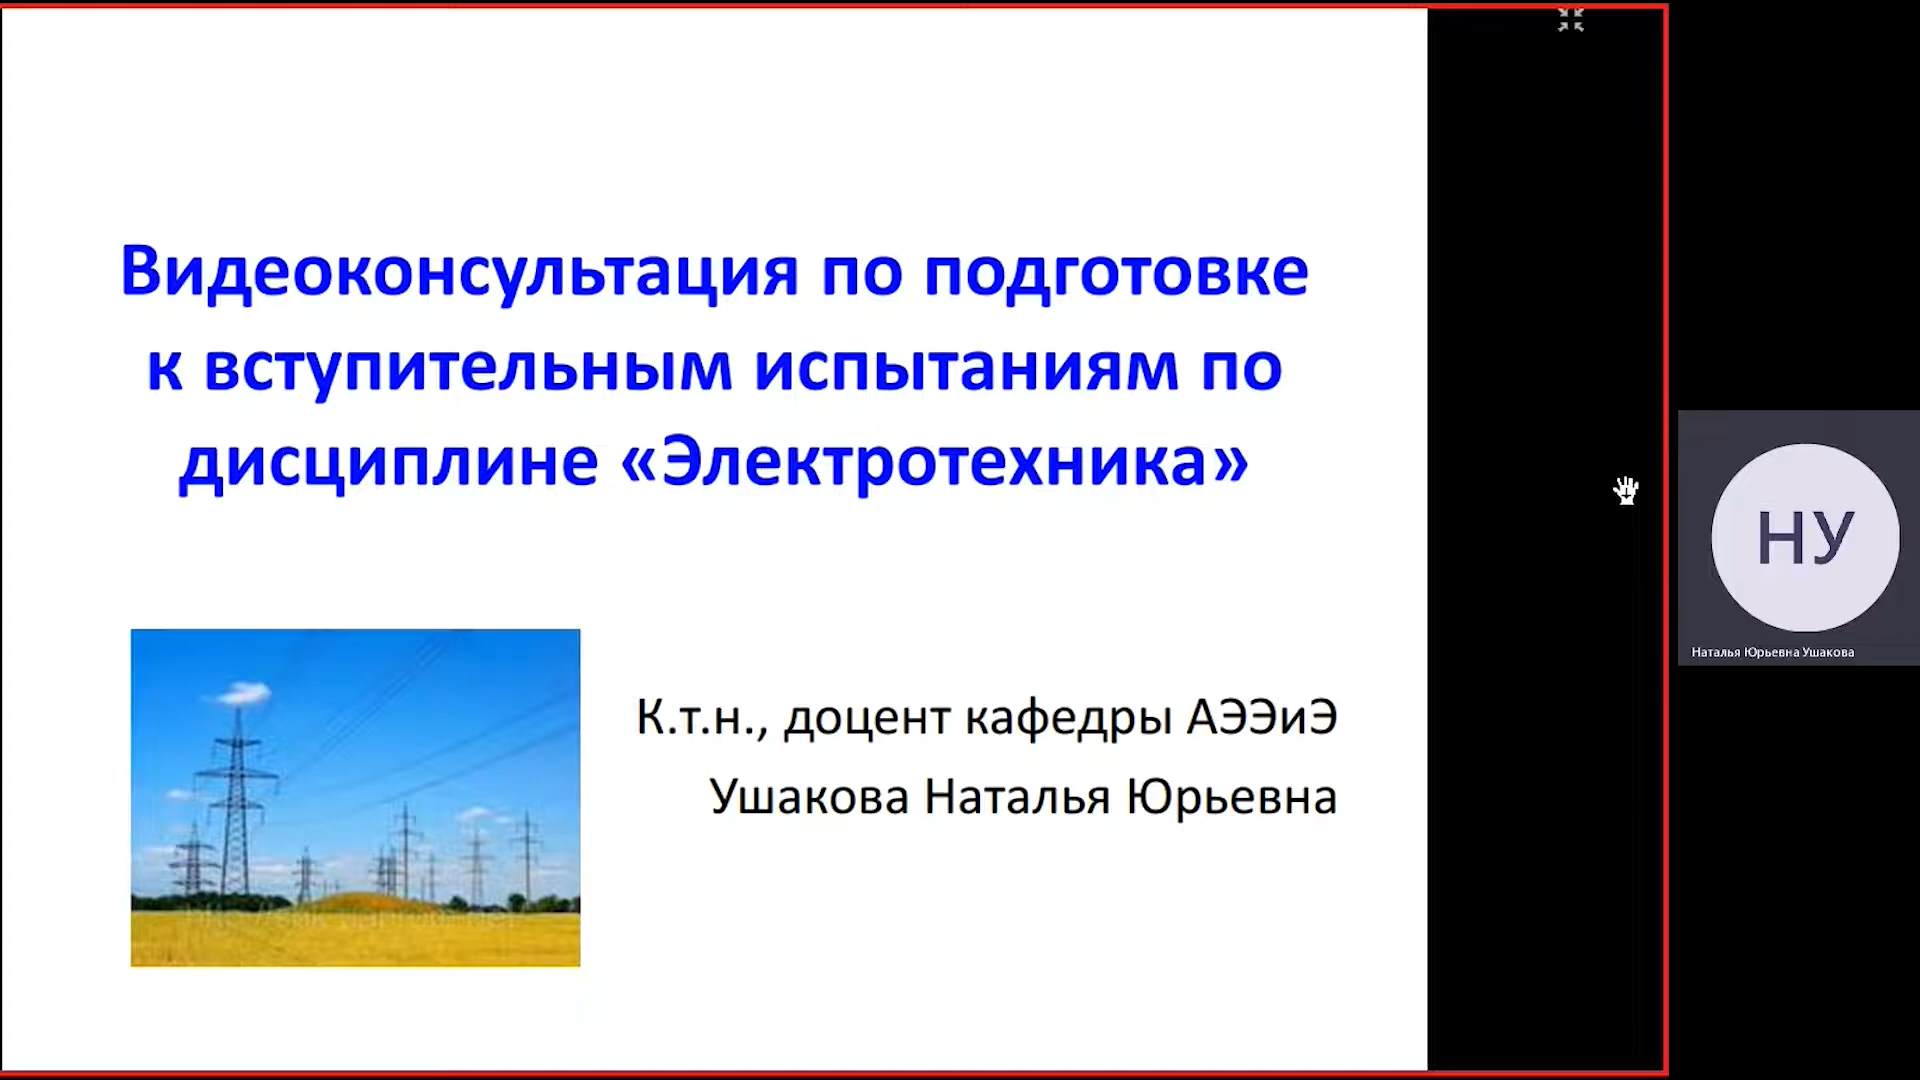 Видеоконсультация по подготовке
к вступительным испытаниям по
дисциплине «Электротехника»
К.т.н., доцент кафедры АЭЭиЭ
Ушакова Наталья Юрьевна
НУ
Наталья Юрьевна Ушакова